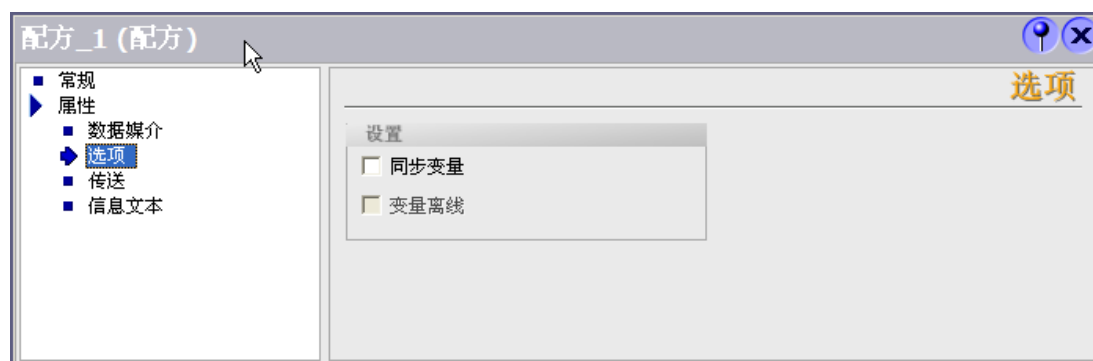 配方_1 (配方)
常规
属性
数据媒介
选项
传送
信息文本
选项
设置
同步变量
变量离线